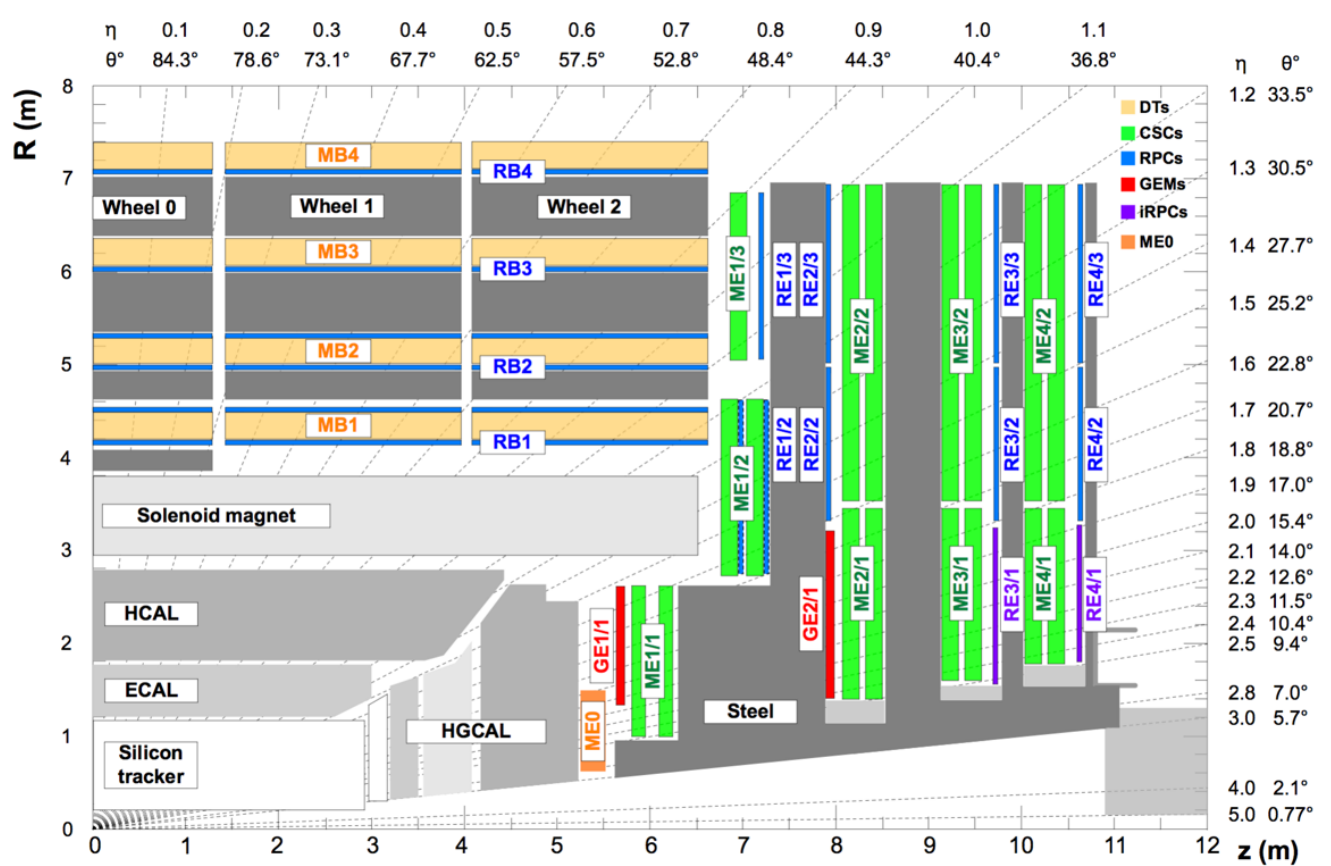 η 0.1 0.2 0.3 0.4 0.5 0.6 0.7 0.8 0.9 1.0 1.1
θ° 84.3° 78.6° 73.1° 67.7° 62.5° 57.5° 52.8° 48.4° 44.3° 40.4° 36.8° η θ°
R (m)
8
7
6
5
4
3
2
1
0
1.2 33.5°
1.3 30.5°
1.4 27.7°
1.5 25.2°
1.6 22.8°
1.7 20.7°
1.8 18.8°
1.9 17.0°
2.0 15.4°
2.1 14.0°
2.2 12.6°
2.3 11.5°
2.4 10.4°
2.5 9.4°
2.8 7.0°
3.0 5.7°
4.0 2.1°
5.0 0.77°
DTs
CSCs
RPCs
GEMs
iRPCs
ME0
MB4
RB4
Wheel 0 Wheel 1 Wheel 2
MB3
RB3
MB2
RB2
MB1
RB1
Solenoid magnet
HCAL
ECAL
Silicon
tracker
HGCAL
Steel
ME0
GE1/1
ME1/1
ME1/2
ME1/3
RE1/3
RE2/3
RE1/2
RE2/2
GE2/1
ME2/2
ME2/1
ME3/2
ME3/1
RE3/3
RE3/2
RE3/1
ME4/2
ME4/1
RE4/3
RE4/2
RE4/1
0 1 2 3 4 5 6 7 8 9 10 11 12
z (m)